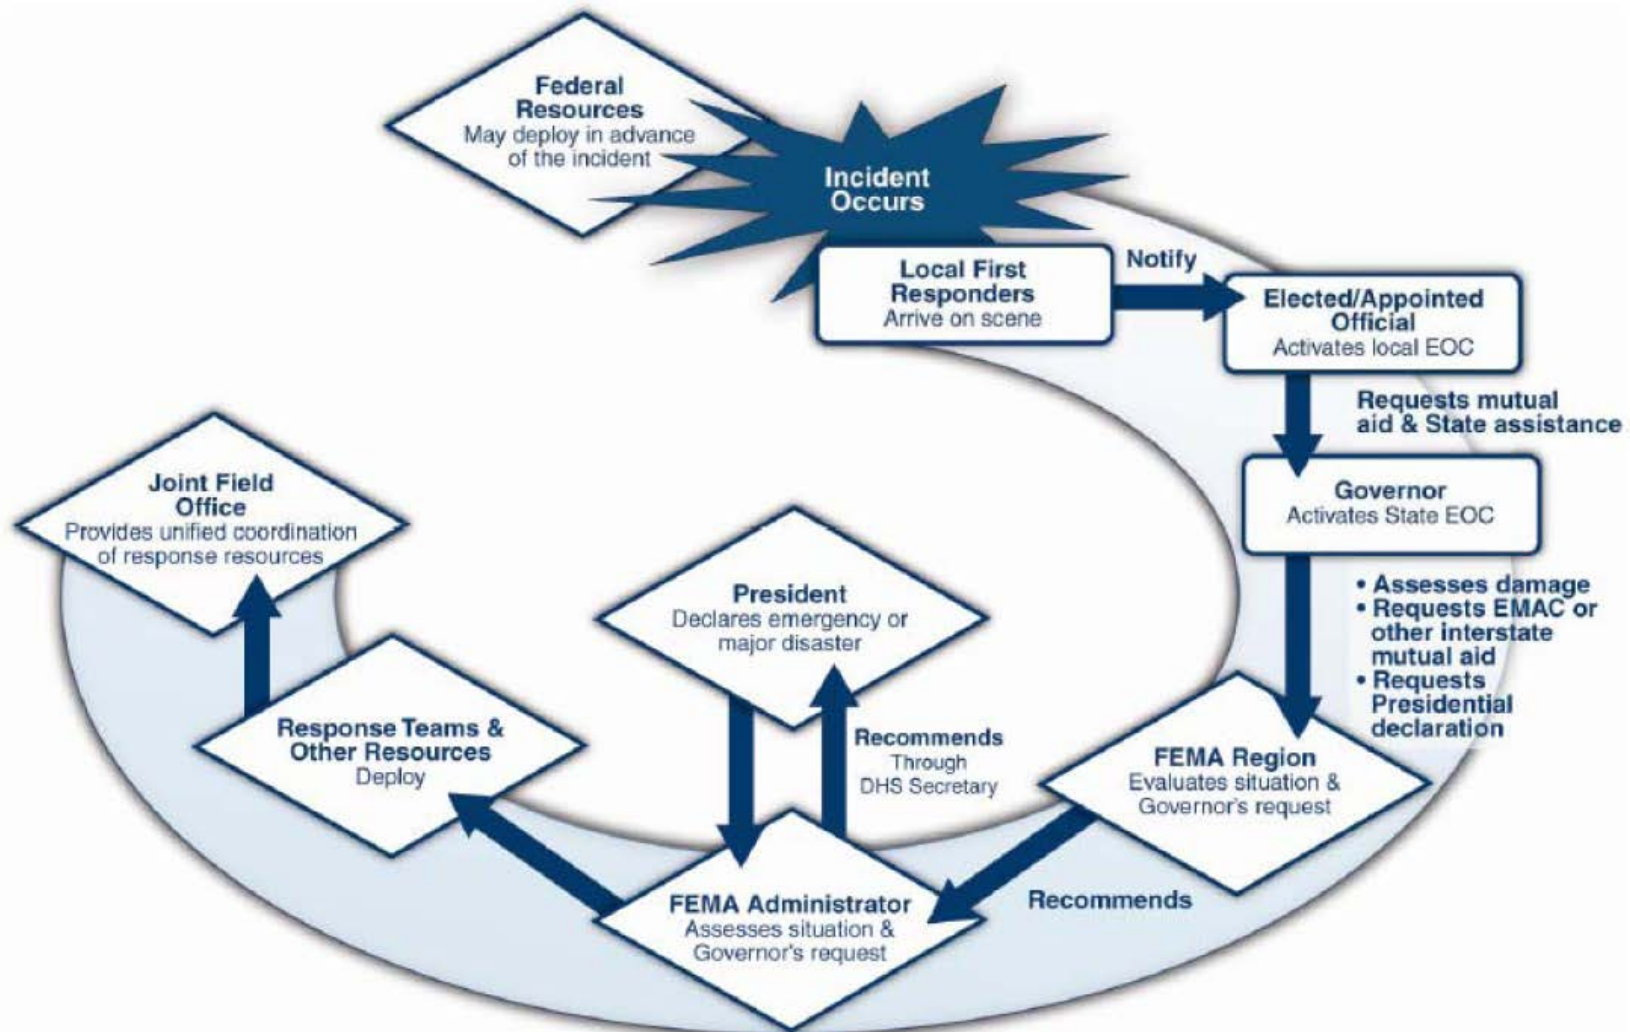 Federal
Resources
May deploy in advance
of the incident
Incident
Occurs
Local First
Responders
Arrive on scene
Notify
Elected/Appointed
Official
Activates local EOC
Requests mutual
aid & State assistance
Governor
Activates State EOC
• Assesses damage
• Requests EMAC or
other interstate
mutual aid
• Requests
Presidential
declaration
FEMA Region
Evaluates situation &
Governor's request
Recommends
FEMA Administrator
Assesses situation &
Governor's request
Recommends
Through
DHS Secretary
President
Declares emergency or
major disaster
Response Teams &
Other Resources
Deploy
Joint Field
Office
Provides unified coordination
of response resources